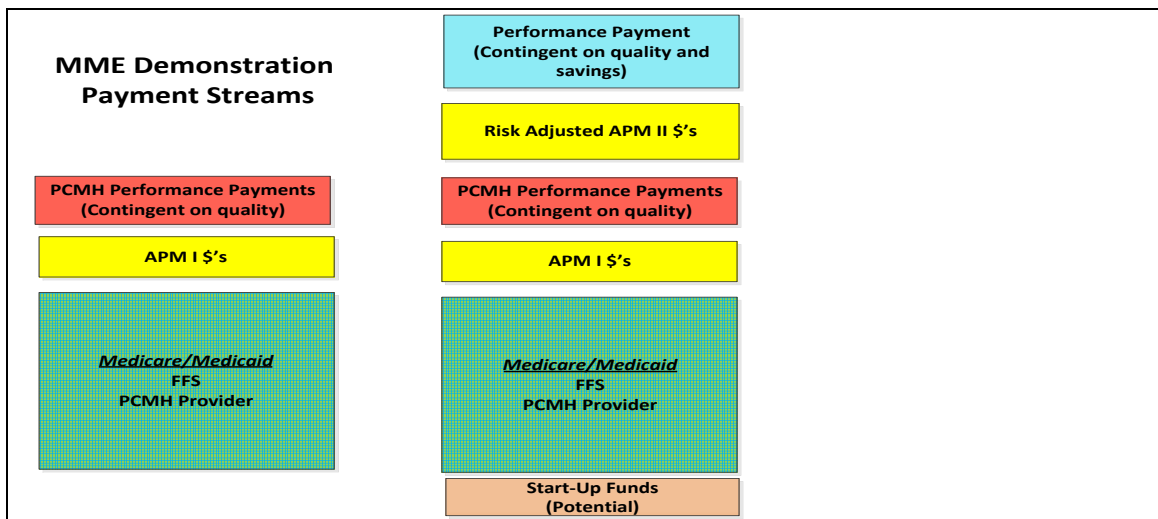 MME Demonstration
Payment Streams
PCMH Performance Payments
(Contingent on quality)
APM I $’s
Medicare/Medicaid
FFS
PCMH Provider
Performance Payment
(Contingent on quality and
savings)
Risk Adjusted APM II $’s
PCMH Performance Payments
(Contingent on quality)
APM I $’s
Medicare/Medicaid
FFS
PCMH Provider
Start-Up Funds
(Potential)